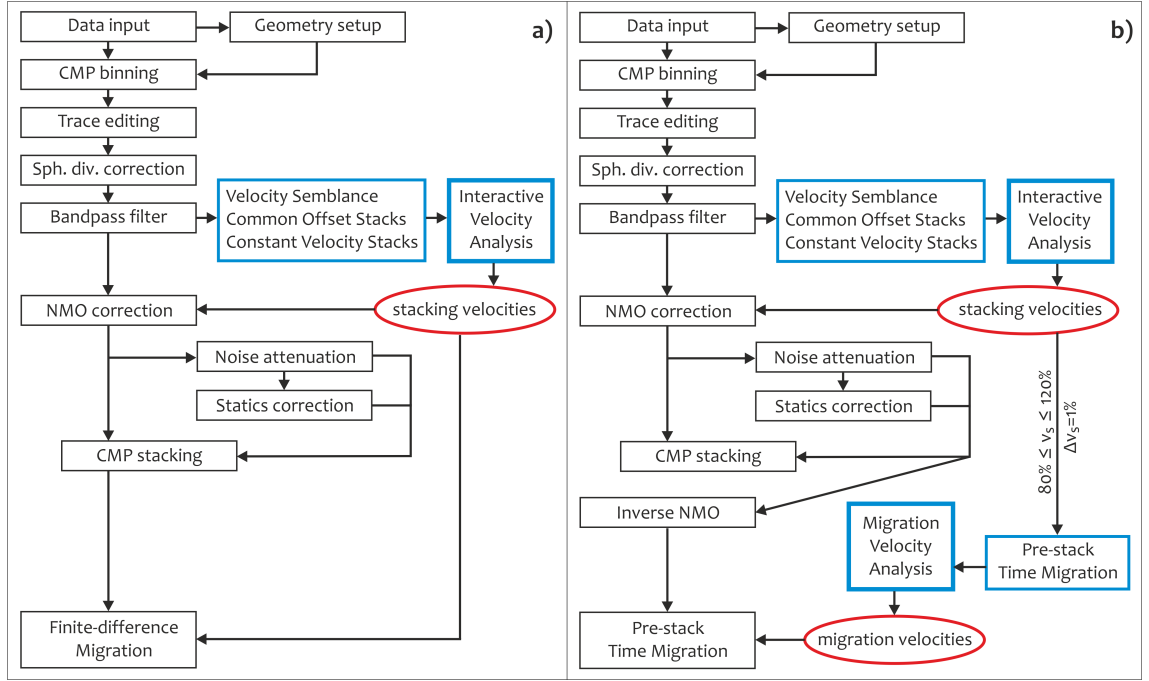 a)
Data input
Geometry setup
CMP binning
Trace editing
Sph. div. correction
Bandpass filter
Velocity Semblance
Common Offset Stacks
Constant Velocity Stacks
Interactive
Velocity
Analysis
NMO correction
stacking velocities
Noise attenuation
Statics correction
CMP stacking
Finite-difference
Migration
b)
Data input
Geometry setup
CMP binning
Trace editing
Sph. div. correction
Bandpass filter
Velocity Semblance
Common Offset Stacks
Constant Velocity Stacks
Interactive
Velocity
Analysis
NMO correction
stacking velocities
Noise attenuation
Statics correction
CMP stacking
80% ≤ vₛ ≤ 120%
Δvₛ=1%
Inverse NMO
Migration
Velocity
Analysis
Pre-stack
Time Migration
Pre-stack
Time Migration
migration velocities